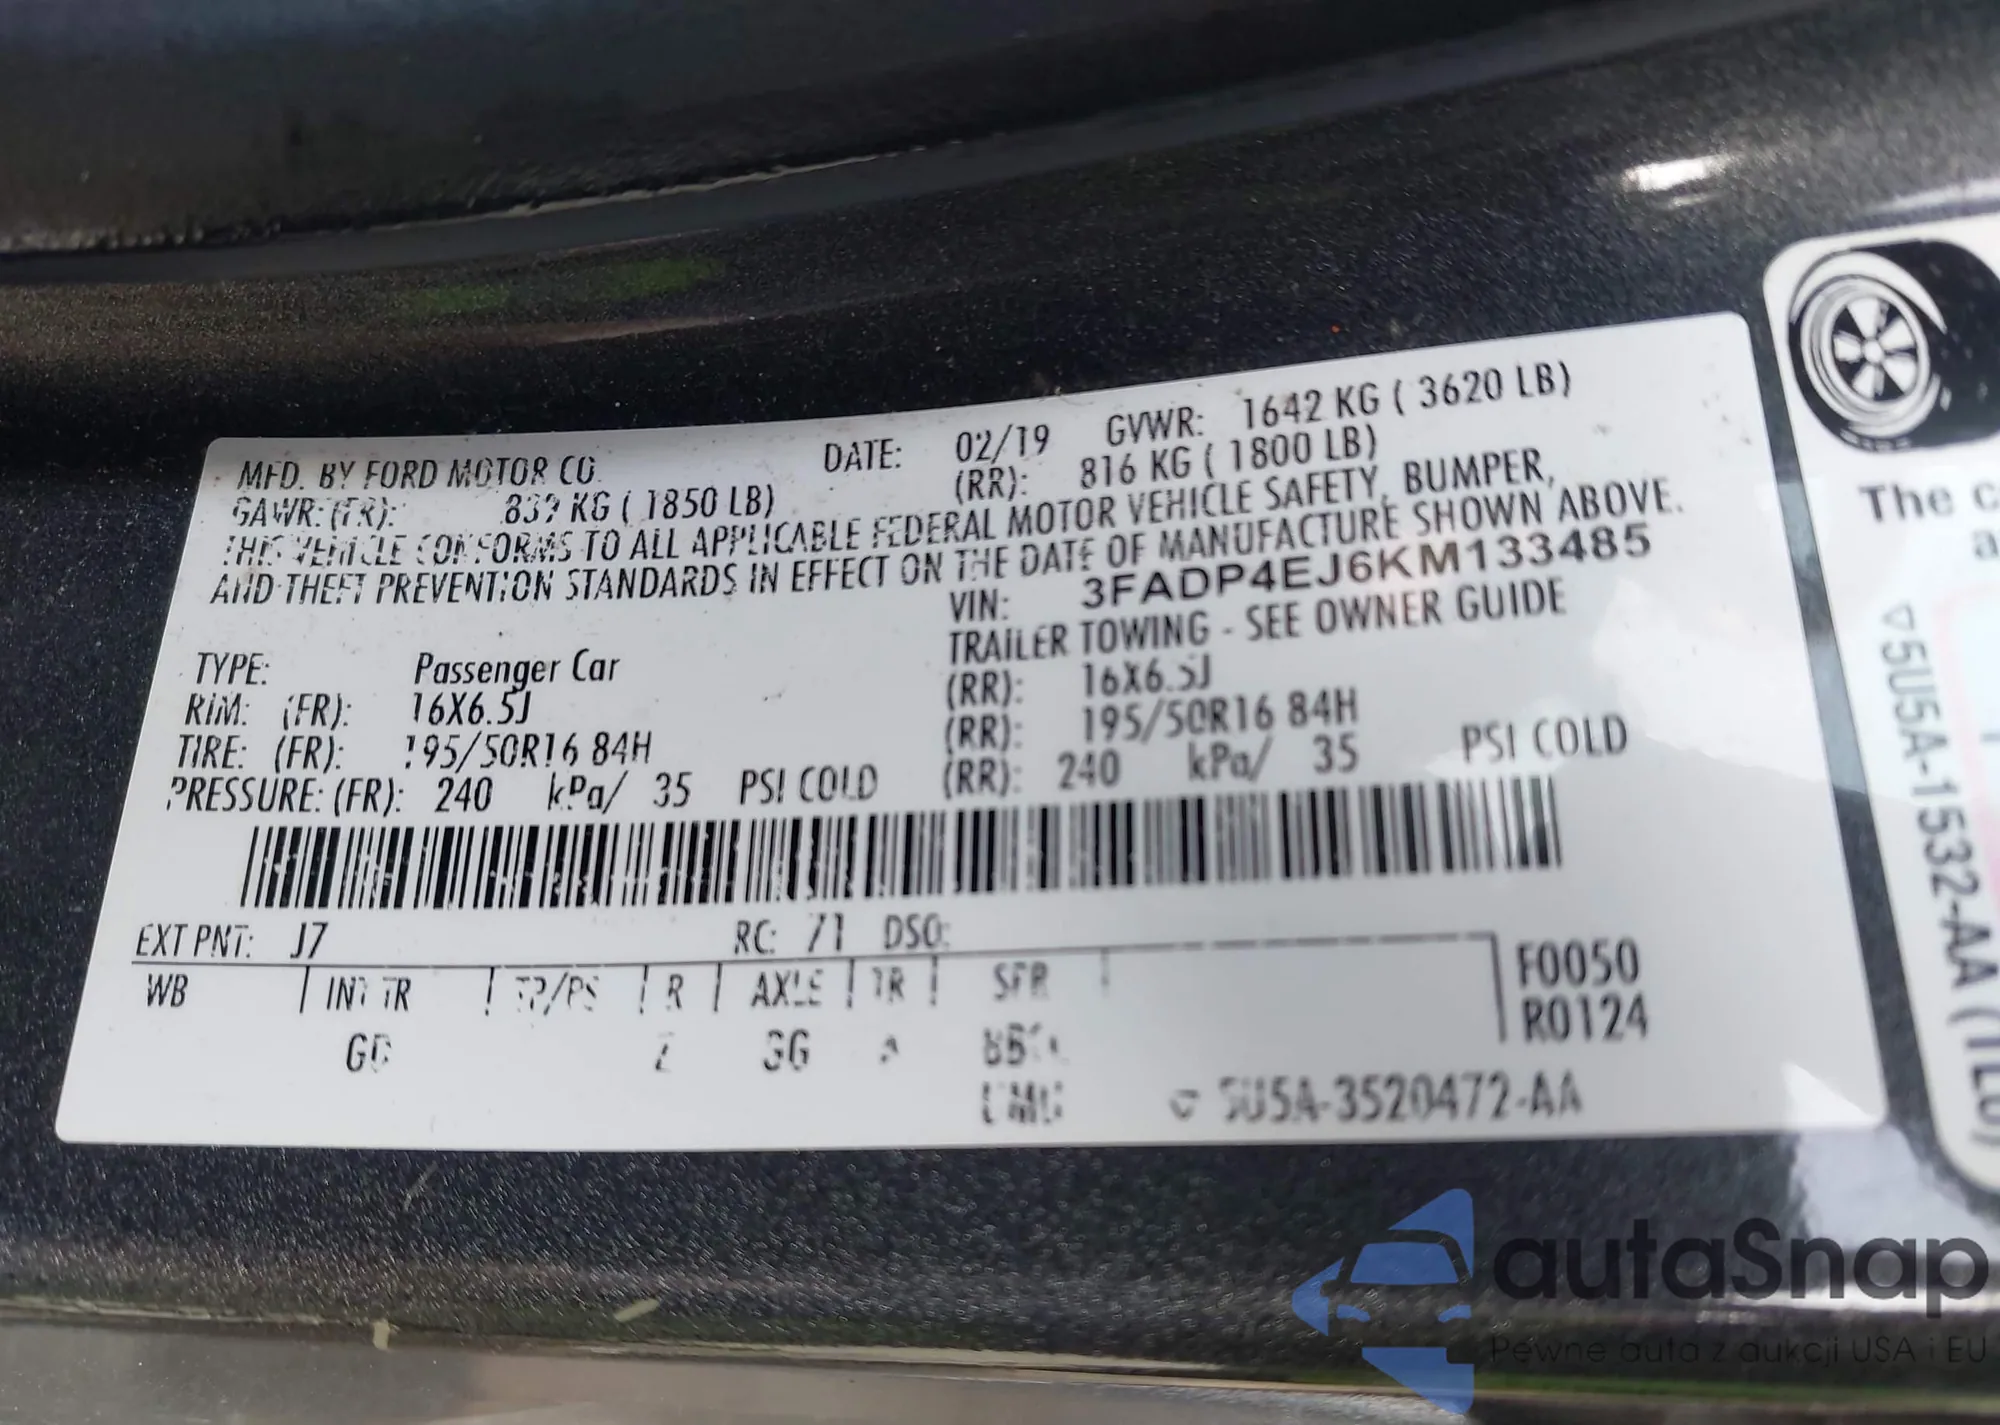 MFD. BY FORD MOTOR CO. DATE: 02/19 GVWR: 1642 KG ( 3620 LB)
GAWR: (FR): 839 KG ( 1850 LB) (RR): 816 KG ( 1800 LB)
THIS VEHICLE CONFORMS TO ALL APPLICABLE FEDERAL MOTOR VEHICLE SAFETY, BUMPER,
AND THEFT PREVENTION STANDARDS IN EFFECT ON THE DATE OF MANUFACTURE SHOWN ABOVE.
VIN: 3FADP4EJ6KM133485
TRAILER TOWING - SEE OWNER GUIDE
TYPE: Passenger Car
RIM: (FR): 16X6.5J (RR): 16X6.5J
TIRE: (FR): 195/50R16 84H (RR): 195/50R16 84H
PRESSURE: (FR): 240 kPa/ 35 PSI COLD (RR): 240 kPa/ 35 PSI COLD
EXT PNT: J7 RC: 71 DSO:
WB INT TR TP/PS R AXLE TR SPR F0050
R0124
5U5A-3520472-AA
The
5U5A-1532-AA
autaSnap
Pewne auta z aukcji USA i EU